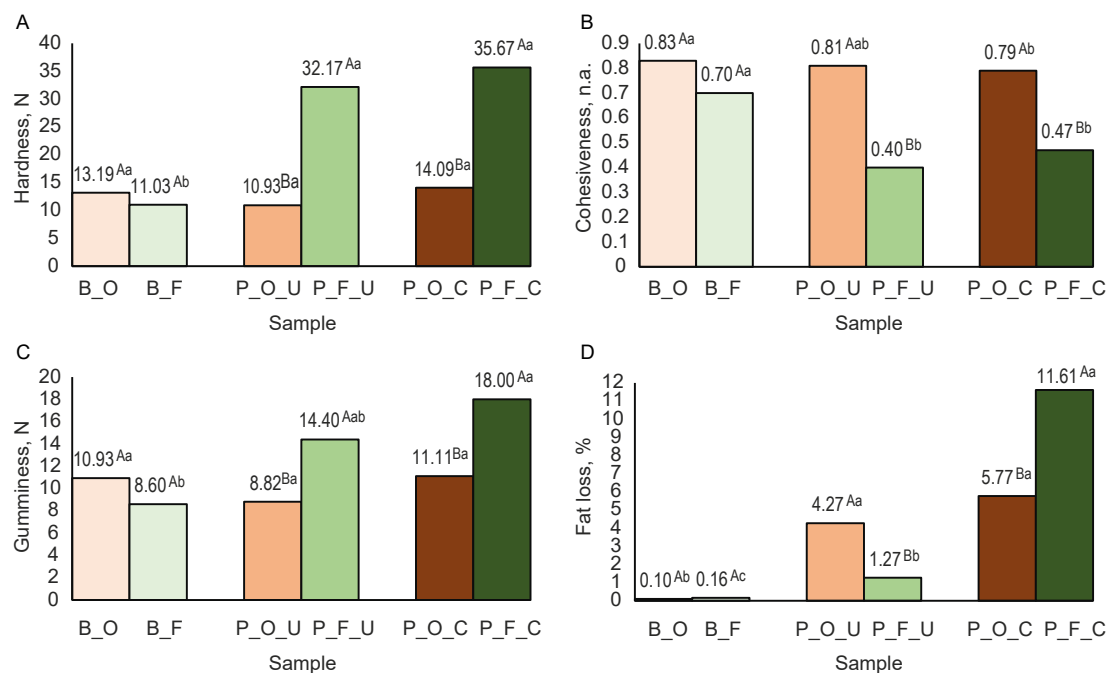 A
Hardness, N
40
35
30
25
20
15
10
5
0
13.19 Aa
11.03 Ab
10.93 Ba
32.17 Aa
14.09 Ba
35.67 Aa
B_O B_F P_O_U P_F_U P_O_C P_F_C
Sample
B
Cohesiveness, n.a.
0.9
0.8
0.7
0.6
0.5
0.4
0.3
0.2
0.1
0
0.83 Aa
0.70 Aa
0.81 Aab
0.40 Bb
0.79 Ab
0.47 Bb
B_O B_F P_O_U P_F_U P_O_C P_F_C
Sample
C
Gumminess, N
20
18
16
14
12
10
8
6
4
2
0
10.93 Aa
8.60 Ab
8.82 Ba
14.40 Aab
11.11 Ba
18.00 Aa
B_O B_F P_O_U P_F_U P_O_C P_F_C
Sample
D
Fat loss, %
12
11
10
9
8
7
6
5
4
3
2
1
0
0.10 Ab
0.16 Ac
4.27 Aa
1.27 Bb
5.77 Ba
11.61 Aa
B_O B_F P_O_U P_F_U P_O_C P_F_C
Sample